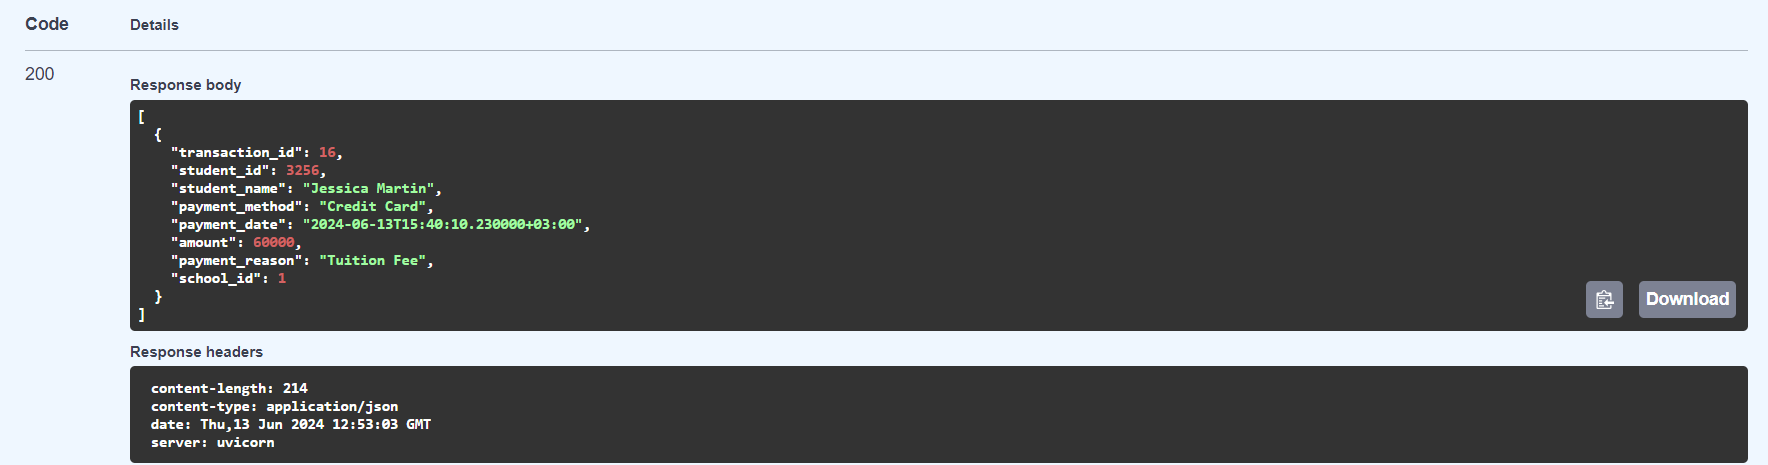 Code Details
200
Response body
[
  {
    "transaction_id": 16,
    "student_id": 3256,
    "student_name": "Jessica Martin",
    "payment_method": "Credit Card",
    "payment_date": "2024-06-13T15:40:10.230000+03:00",
    "amount": 60000,
    "payment_reason": "Tuition Fee",
    "school_id": 1
  }
]
Download
Response headers
content-length: 214
content-type: application/json
date: Thu,13 Jun 2024 12:53:03 GMT
server: uvicorn